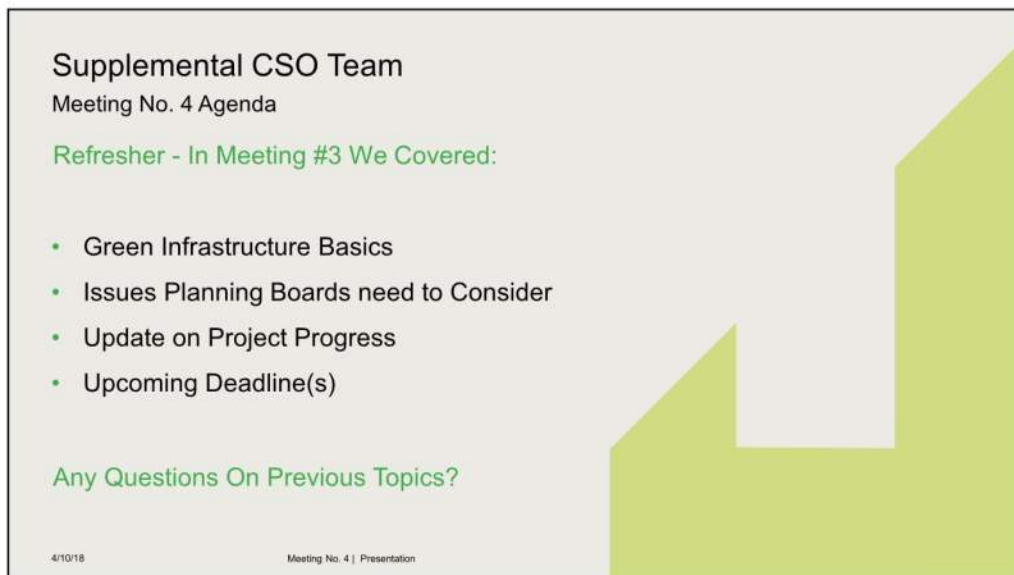 Supplemental CSO Team
Meeting No. 4 Agenda
Refresher - In Meeting #3 We Covered:
• Green Infrastructure Basics
• Issues Planning Boards need to Consider
• Update on Project Progress
• Upcoming Deadline(s)
Any Questions On Previous Topics?
4/10/18 Meeting No. 4 | Presentation